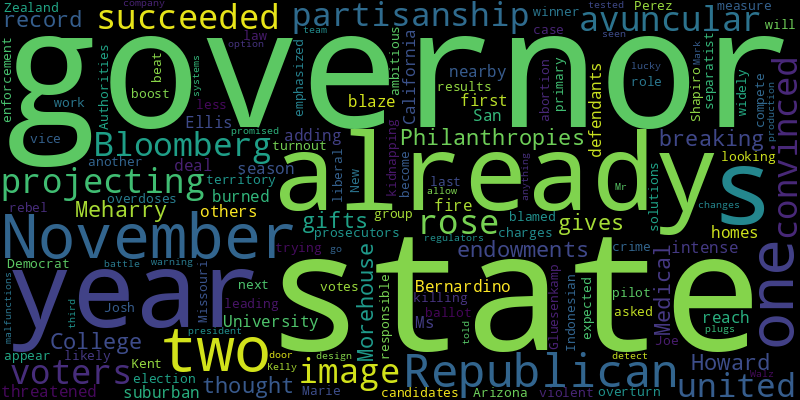 Zealand
company
succeeded
partisanship
winner
tested
Perez
measure
record
avuncular
option
team
case
Mark
lucky
will
governor
enforcement
Authorities
law
emphasized
ambitious
California
nearby
seen
separatist
convinced
work
beat
systems
blaze
results
first
abortion
primary
role
widely
compete
production
boost
less
San
defendants
Shapiro
Ellis
vice
promised
Bloomberg
turnout
adding
Philanthropies
breaking
another
deal
season
liberal
kidnapping
already
s
looking
projecting
territory
New
become
last
allow
anything
Mr
solutions
overdoses
burned
rebel
Meharry
others
gifts
group
fire
rose
blamed
gives
changes
homes
November
prosecutors
charges
one
Democrat
battle
warning
trying
go
regulators
endowments
crime
intense
year
state
malfunctions
third
Josh
Missouri
next
leading
votes
Morehouse
responsible
killing
Bernardino
Ms
ballot
Gluesenkamp
Indonesian
expected
pilot
asked
Medical
reach
plugs
University
president
College
told
Joe
appear
likely
two
door
Kelly
design
detect
Howard
voters
Kent
election
image
Republican
Walz
threatened
suburban
thought
Marie
candidates
Arizona
violent
overturn
united